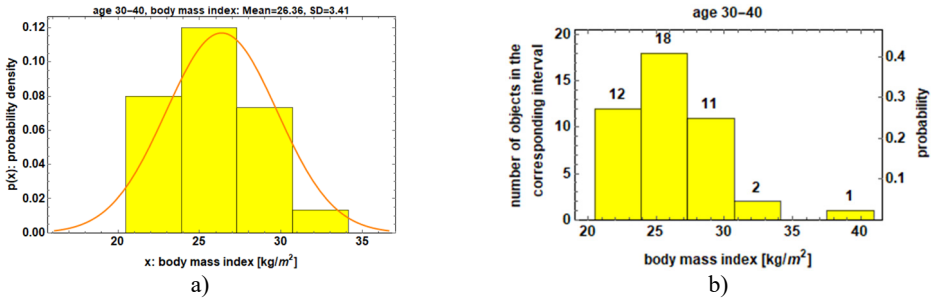 age 30–40, body mass index: Mean=26.36, SD=3.41
p(x): probability density
0.12
0.10
0.08
0.06
0.04
0.02
0.00
20 25 30 35
x: body mass index [kg/m²]
a)
age 30–40
number of objects in the
corresponding interval
20
15
10
5
0
12 18 11 2 1
0.4
0.3
0.2
0.1
probability
20 25 30 35 40
body mass index [kg/m²]
b)